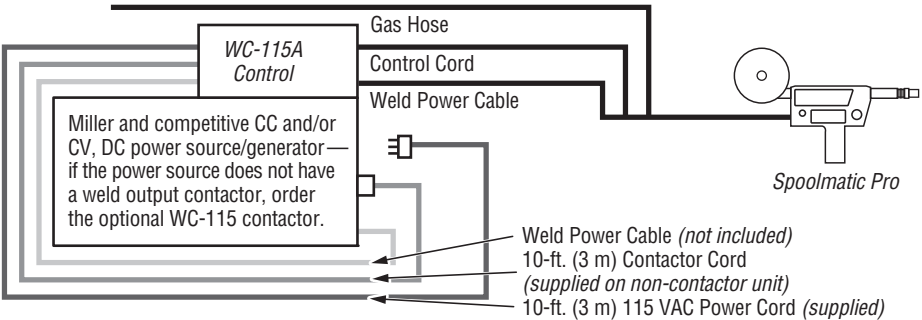 Gas Hose
WC-115A
Control
Control Cord
Weld Power Cable
Miller and competitive CC and/or
CV, DC power source/generator—
if the power source does not have
a weld output contactor, order
the optional WC-115 contactor.
Spoolmatic Pro
Weld Power Cable (not included)
10-ft. (3 m) Contactor Cord
(supplied on non-contactor unit)
10-ft. (3 m) 115 VAC Power Cord (supplied)